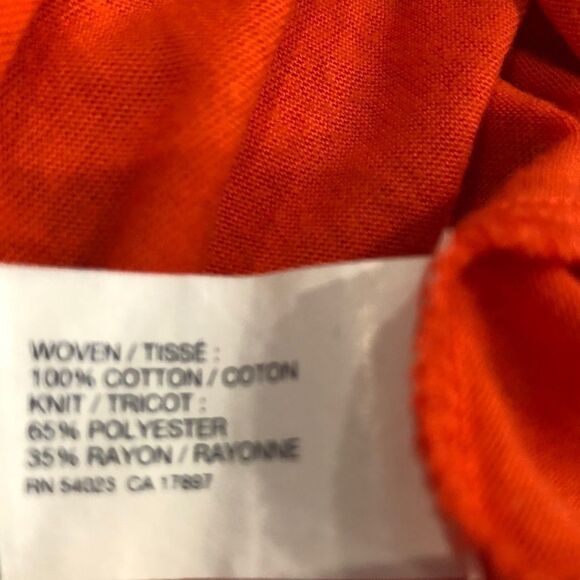 WOVEN / TISSÉ :
100% COTTON / COTON
KNIT / TRICOT :
65% POLYESTER
35% RAYON / RAYONNE
RN 54023 CA 17897